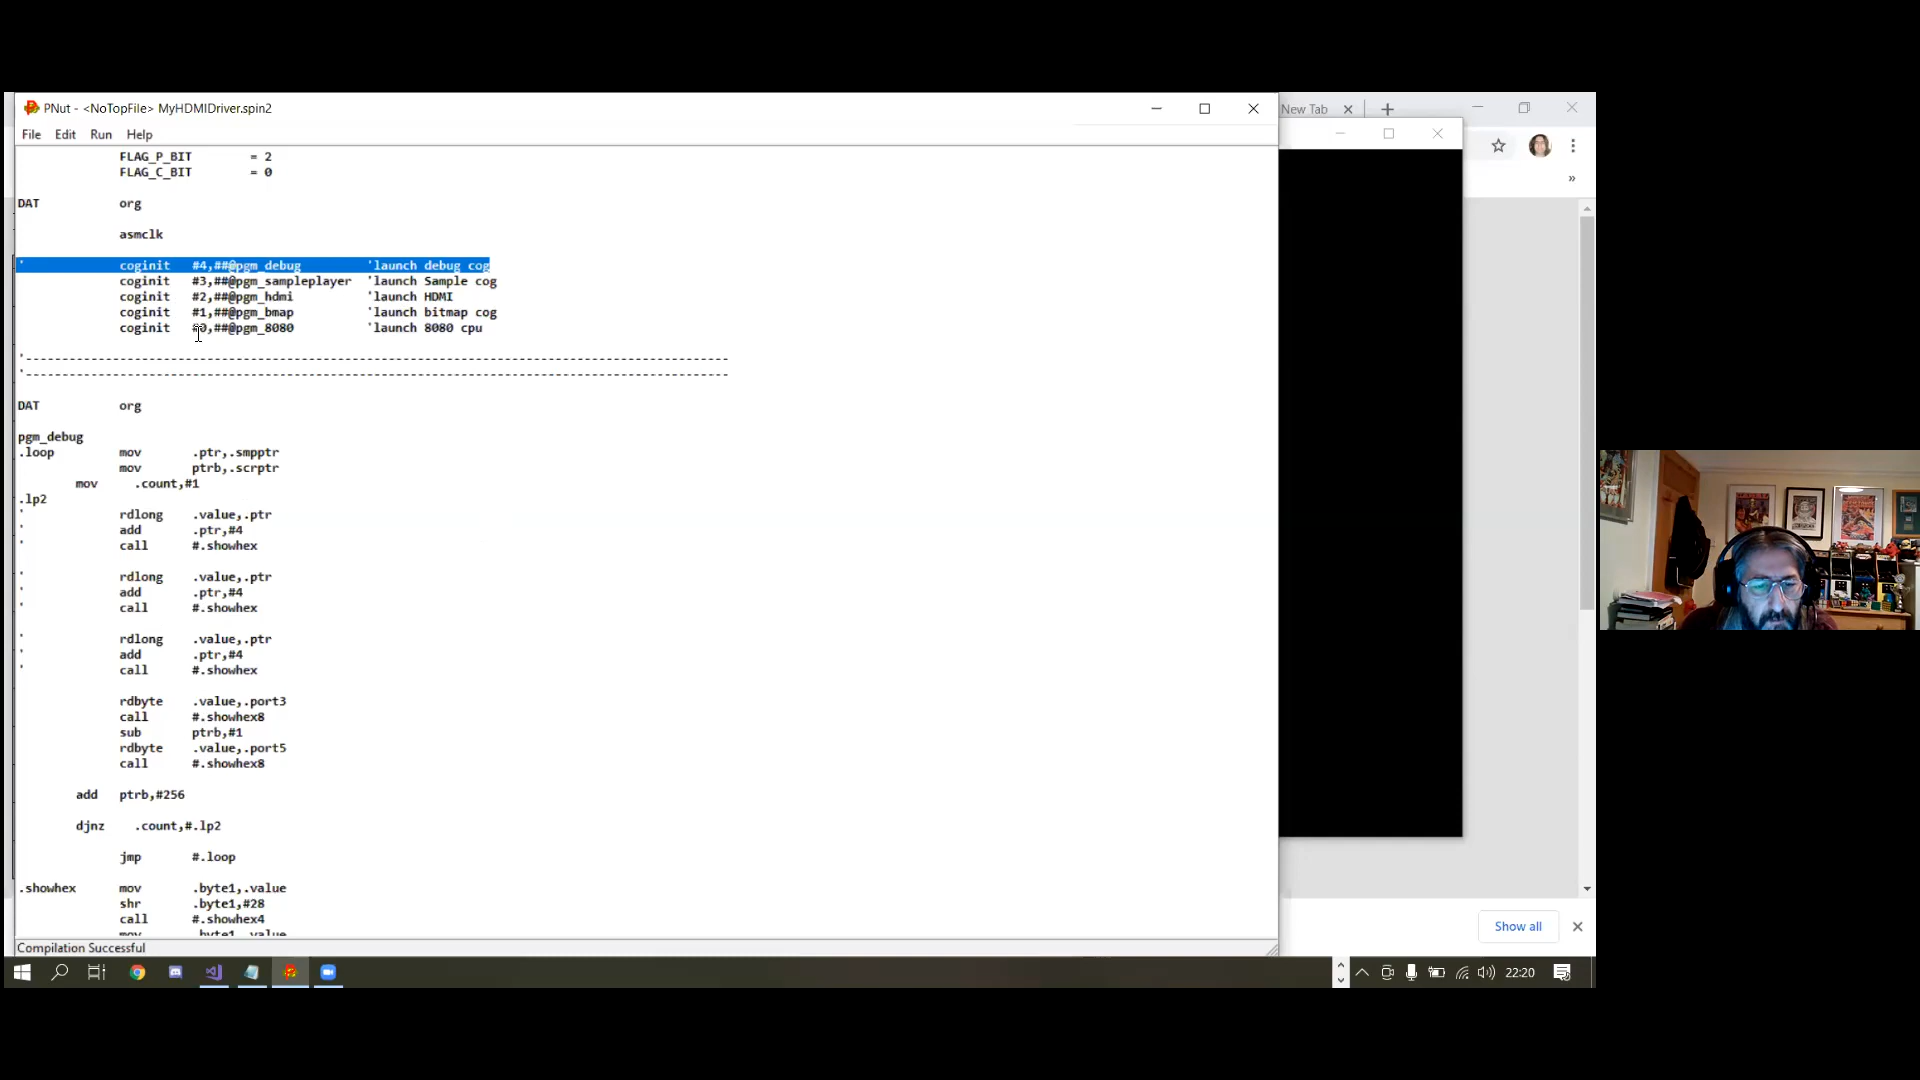 PNut - <NoTopFile> MyHDMIDriver.spin2
New Tab
File Edit Run Help
FLAG_P_BIT = 2
FLAG_C_BIT = 0
DAT org
asmclk
' coginit #4,##@pgm_debug 'launch debug cog
coginit #3,##@pgm_sampleplayer 'launch Sample cog
coginit #2,##@pgm_hdmi 'launch HDMI
coginit #1,##@pgm_bmap 'launch bitmap cog
coginit #0,##@pgm_8080 'launch 8080 cpu
'-------------------------------------------------------------------------------------------------
'-------------------------------------------------------------------------------------------------
DAT org
pgm_debug
.loop mov .ptr,.smpptr
mov ptrb,.scrptr
mov .count,#1
.lp2
' rdlong .value,.ptr
' add .ptr,#4
' call #.showhex
' rdlong .value,.ptr
' add .ptr,#4
' call #.showhex
' rdlong .value,.ptr
' add .ptr,#4
' call #.showhex
rdbyte .value,.port3
call #.showhex8
sub ptrb,#1
rdbyte .value,.port5
call #.showhex8
add ptrb,#256
djnz .count,#.lp2
jmp #.loop
.showhex mov .byte1,.value
shr .byte1,#28
call #.showhex4
mov .byte1,.value
Show all
Compilation Successful
22:20